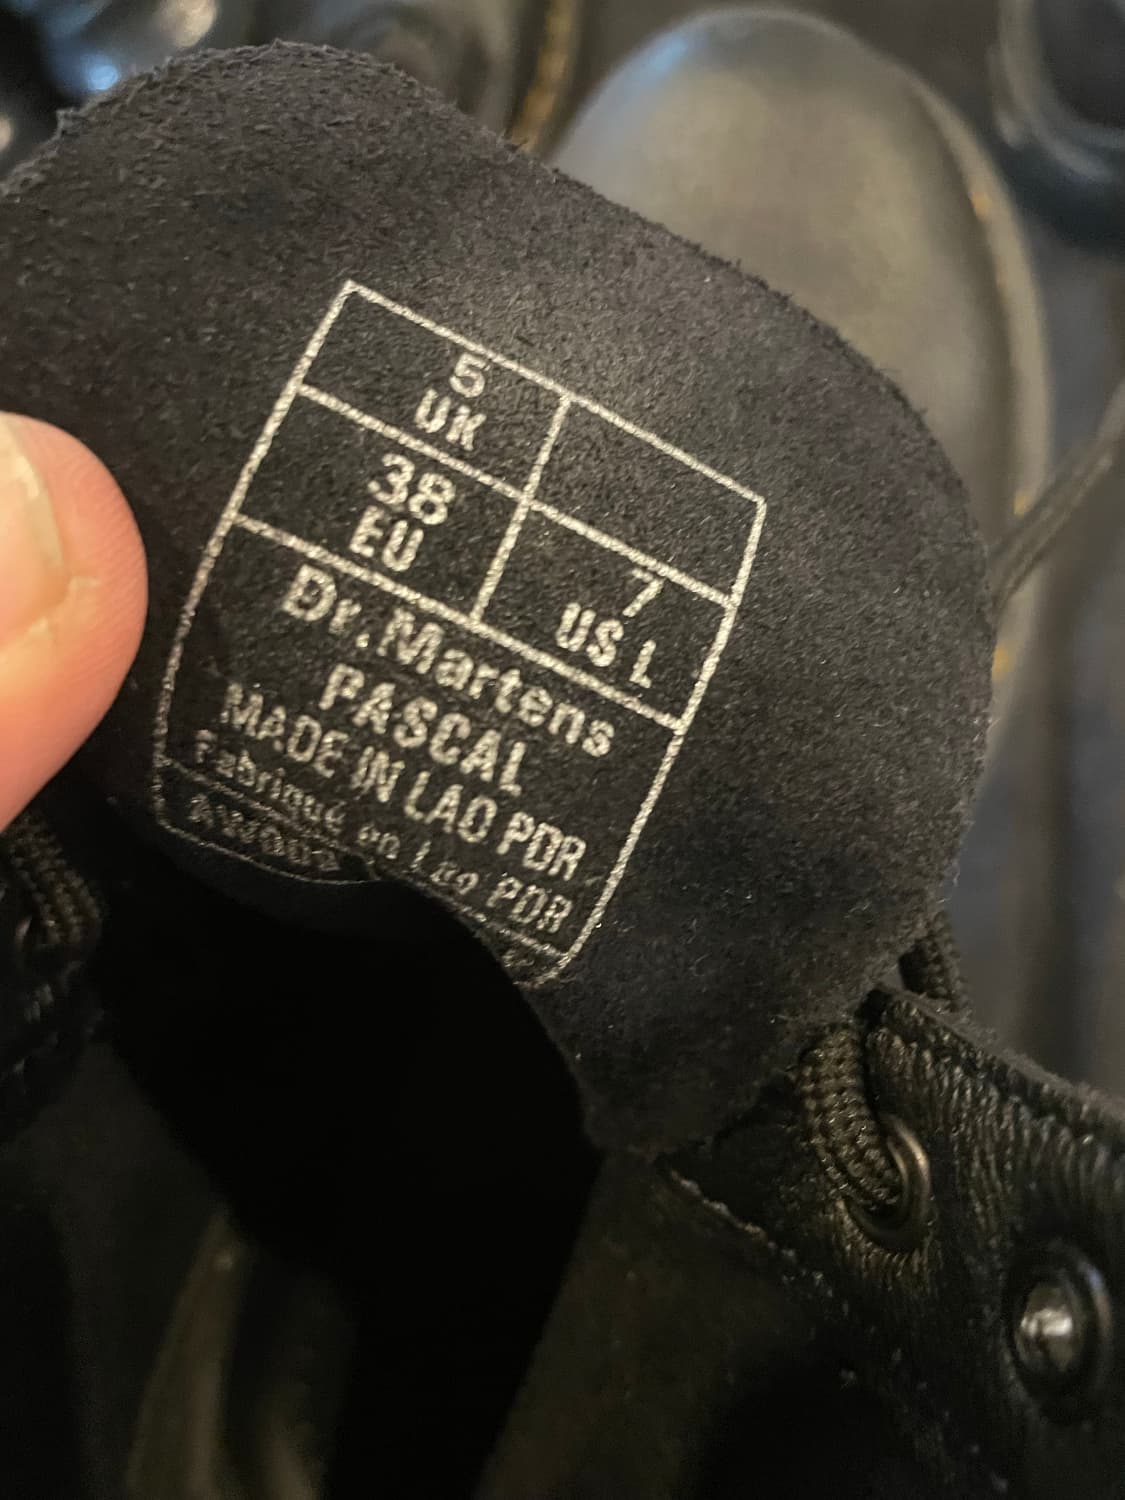 5
UK
38
EU
7
US L
Dr.Martens
PASCAL
MADE IN LAO PDR
Fabriqué en Lao PDR